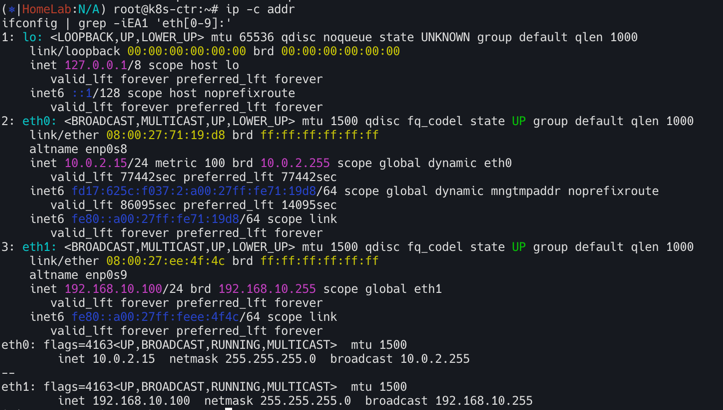 (⎈|HomeLab:N/A) root@k8s-ctr:~# ip -c addr
ifconfig | grep -iEA1 'eth[0-9]:'
1: lo: <LOOPBACK,UP,LOWER_UP> mtu 65536 qdisc noqueue state UNKNOWN group default qlen 1000
    link/loopback 00:00:00:00:00:00 brd 00:00:00:00:00:00
    inet 127.0.0.1/8 scope host lo
       valid_lft forever preferred_lft forever
    inet6 ::1/128 scope host noprefixroute
       valid_lft forever preferred_lft forever
2: eth0: <BROADCAST,MULTICAST,UP,LOWER_UP> mtu 1500 qdisc fq_codel state UP group default qlen 1000
    link/ether 08:00:27:71:19:d8 brd ff:ff:ff:ff:ff:ff
    altname enp0s8
    inet 10.0.2.15/24 metric 100 brd 10.0.2.255 scope global dynamic eth0
       valid_lft 77442sec preferred_lft 77442sec
    inet6 fd17:625c:f037:2:a00:27ff:fe71:19d8/64 scope global dynamic mngtmpaddr noprefixroute
       valid_lft 86095sec preferred_lft 14095sec
    inet6 fe80::a00:27ff:fe71:19d8/64 scope link
       valid_lft forever preferred_lft forever
3: eth1: <BROADCAST,MULTICAST,UP,LOWER_UP> mtu 1500 qdisc fq_codel state UP group default qlen 1000
    link/ether 08:00:27:ee:4f:4c brd ff:ff:ff:ff:ff:ff
    altname enp0s9
    inet 192.168.10.100/24 brd 192.168.10.255 scope global eth1
       valid_lft forever preferred_lft forever
    inet6 fe80::a00:27ff:feee:4f4c/64 scope link
       valid_lft forever preferred_lft forever
eth0: flags=4163<UP,BROADCAST,RUNNING,MULTICAST>  mtu 1500
        inet 10.0.2.15  netmask 255.255.255.0  broadcast 10.0.2.255
--
eth1: flags=4163<UP,BROADCAST,RUNNING,MULTICAST>  mtu 1500
        inet 192.168.10.100  netmask 255.255.255.0  broadcast 192.168.10.255